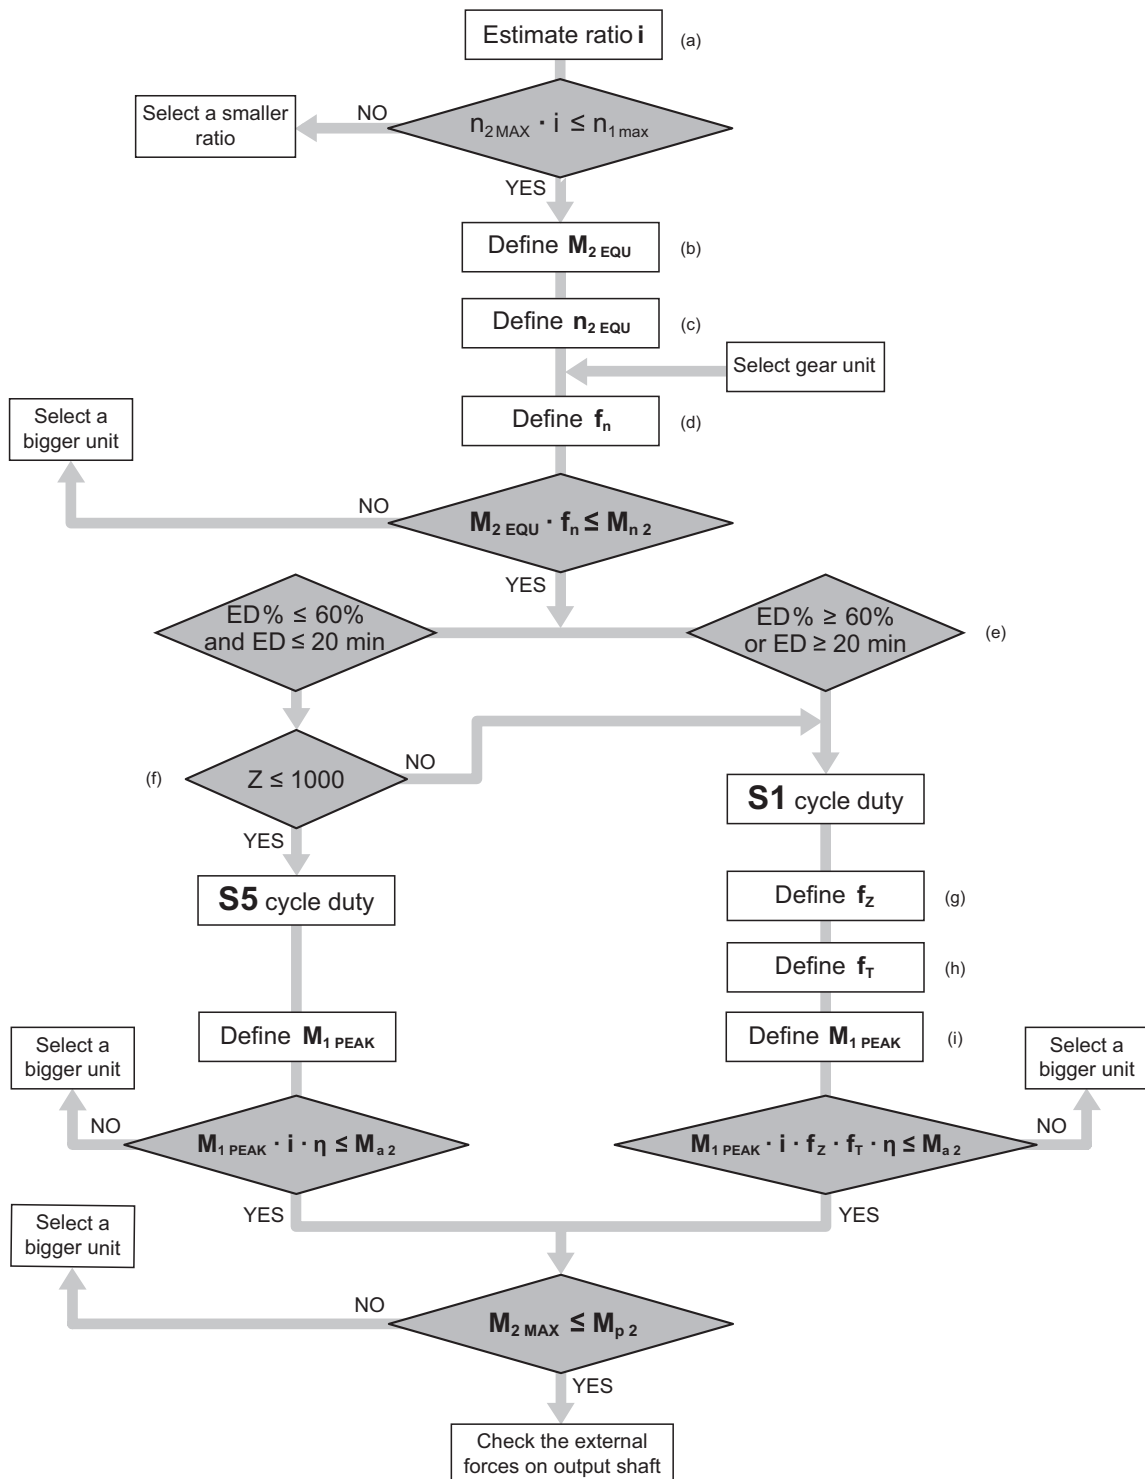 Estimate ratio i (a)
Select a smaller
ratio
NO
n2 MAX · i ≤ n1 max
YES
Define M2 EQU (b)
Define n2 EQU (c)
Select gear unit
Select a
bigger unit
Define fn (d)
NO
M2 EQU · fn ≤ Mn 2
YES
ED% ≤ 60%
and ED ≤ 20 min
ED% ≥ 60%
or ED ≥ 20 min
(e)
(f)
Z ≤ 1000
NO
YES
S1 cycle duty
S5 cycle duty
Define fZ (g)
Define fT (h)
Define M1 PEAK
Define M1 PEAK (i)
Select a
bigger unit
Select a
bigger unit
NO
M1 PEAK · i · η ≤ Ma 2
M1 PEAK · i · fZ · fT · η ≤ Ma 2
NO
YES
YES
Select a
bigger unit
NO
M2 MAX ≤ Mp 2
YES
Check the external
forces on output shaft